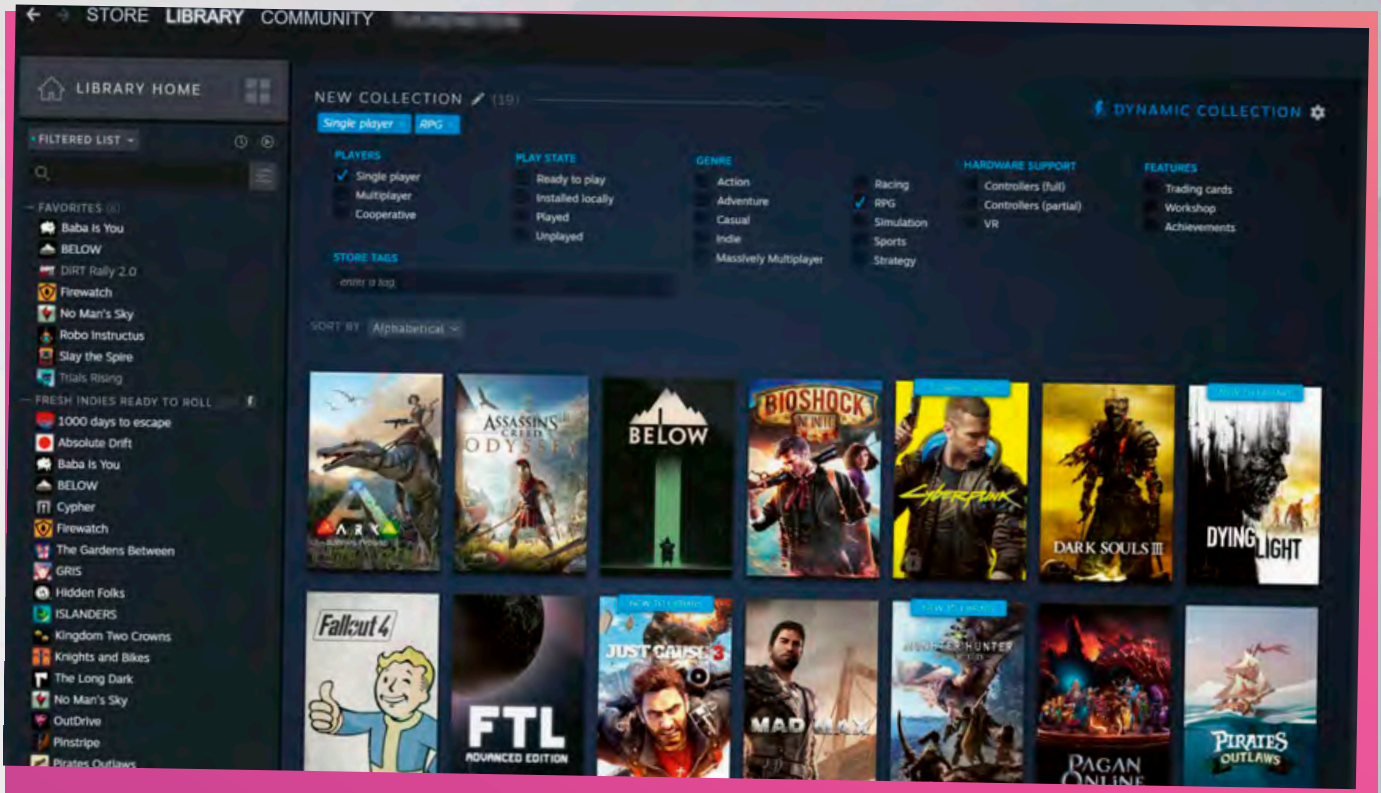 STORE LIBRARY COMMUNITY
LIBRARY HOME
FILTERED LIST
FAVORITES
Baba Is You
BELOW
DiRT Rally 2.0
Firewatch
No Man's Sky
Robo Instructus
Slay the Spire
Trials Rising
FRESH INDIES READY TO ROLL
1000 days to escape
Absolute Drift
Baba Is You
BELOW
Cypher
Firewatch
The Gardens Between
GRIS
Hidden Folks
ISLANDERS
Kingdom Two Crowns
Knights and Bikes
The Long Dark
No Man's Sky
OutDrive
Pinstripe
Pirates Outlaws
NEW COLLECTION (19)
DYNAMIC COLLECTION
Single player RPG
PLAYERS
Single player
Multiplayer
Cooperative
PLAY STATE
Ready to play
Installed locally
Played
Unplayed
GENRE
Action
Adventure
Casual
Indie
Massively Multiplayer
Racing
RPG
Simulation
Sports
Strategy
HARDWARE SUPPORT
Controllers (full)
Controllers (partial)
VR
FEATURES
Trading cards
Workshop
Achievements
STORE TAGS
enter a tag
SORT BY Alphabetical
ARK
ASSASSIN'S
CREED
ODYSSEY
BELOW
BIOSHOCK
INFINITE
Cyberpunk
DARK SOULS III
DYING
LIGHT
Fallout 4
FTL
ADVANCED EDITION
JUST CAUSE 3
MAD MAX
MONSTER HUNTER
PAGAN
ONLINE
PIRATES
OUTLAWS